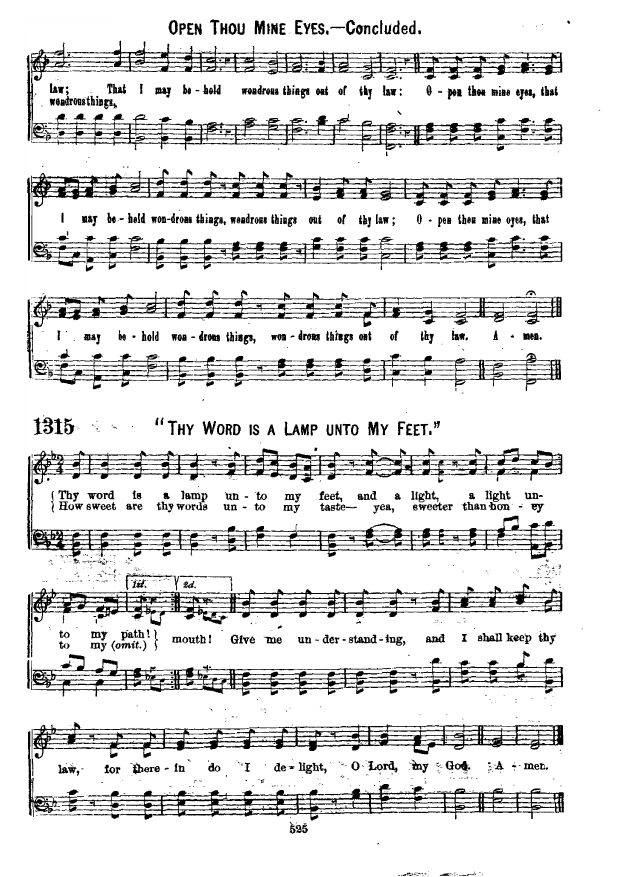 OPEN THOU MINE EYES.—Concluded.
law; That I may be-hold wondrous things out of thy law: O-pen thou mine eyes, that
wondrous things,
I may be-hold won-drous things, wondrous things out of thy law; O-pen thou mine eyes, that
I may be-hold won-drous things, won-drous things out of thy law. A-men.
1315 "THY WORD IS A LAMP UNTO MY FEET."
Thy word is a lamp un-to my feet, and a light, a light un-
How sweet are thy words un-to my taste— yea, sweeter than hon-ey
1st. 2d.
to my path! mouth! Give me un-der-stand-ing, and I shall keep thy
to my (omit.)
law, for there-in do I de-light, O Lord, my God. A-men.
525